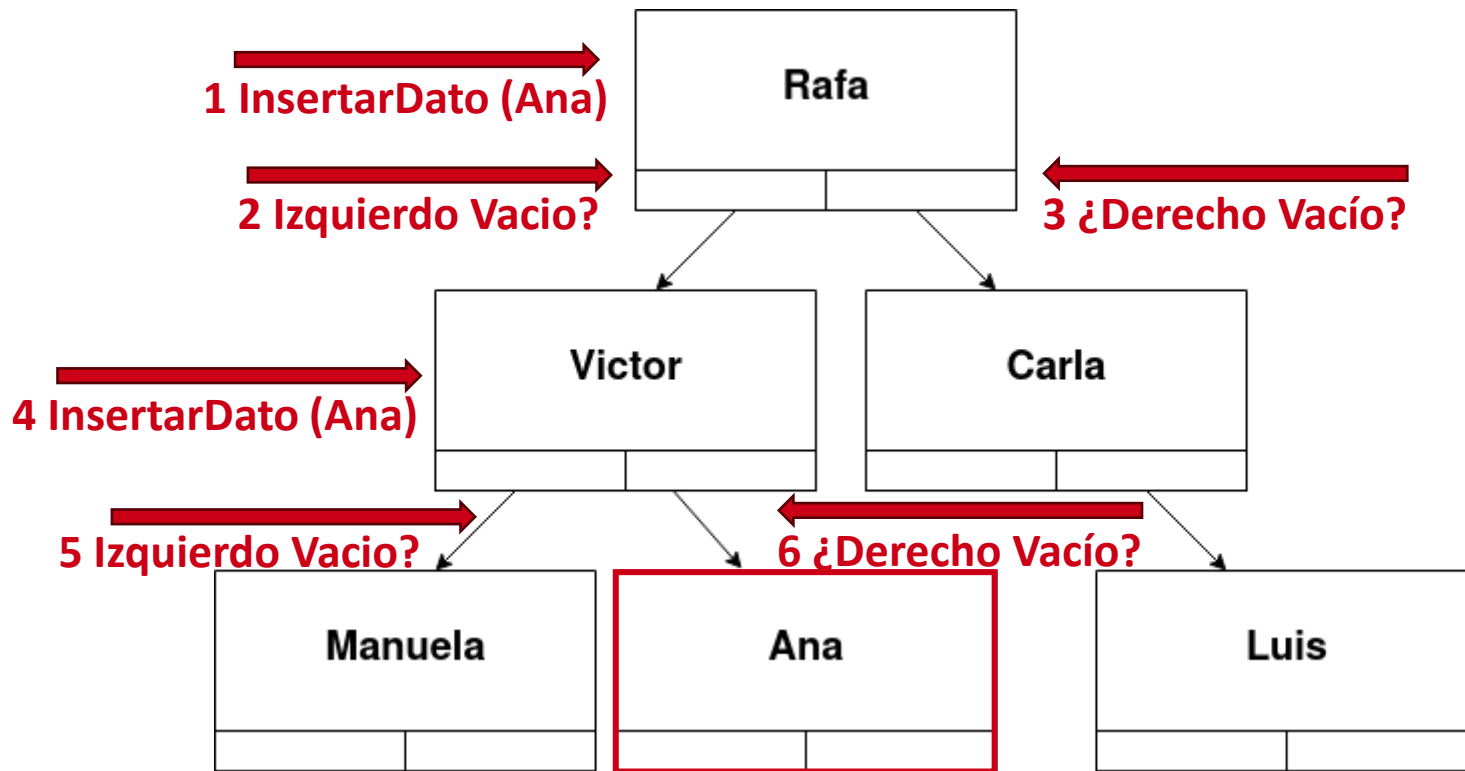 Rafa
1 InsertarDato (Ana)
2 Izquierdo Vacio?
3 ¿Derecho Vacío?
Victor
Carla
4 InsertarDato (Ana)
5 Izquierdo Vacio?
6 ¿Derecho Vacío?
Manuela
Ana
Luis